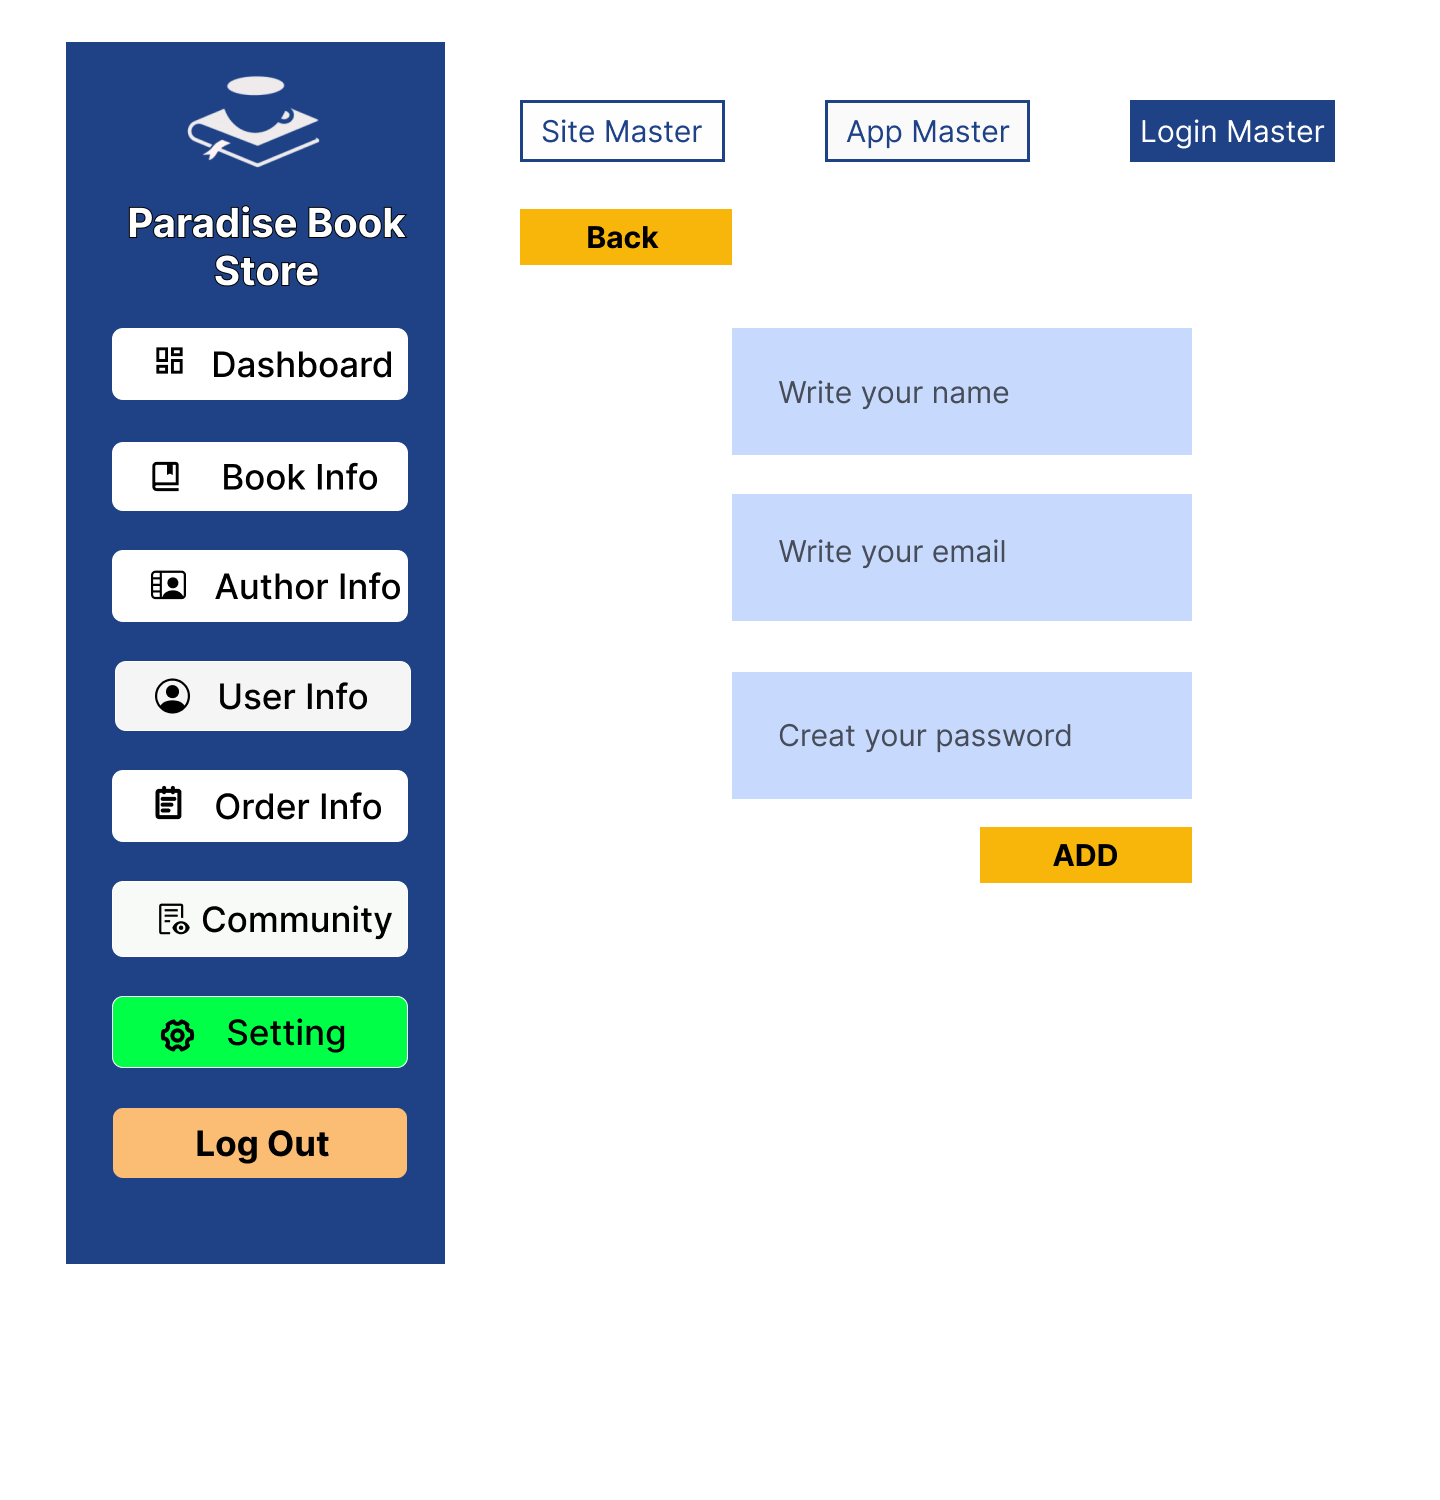 Paradise Book
Store
Dashboard
Book Info
Author Info
User Info
Order Info
Community
Setting
Log Out
Site Master
App Master
Login Master
Back
Write your name
Write your email
Creat your password
ADD